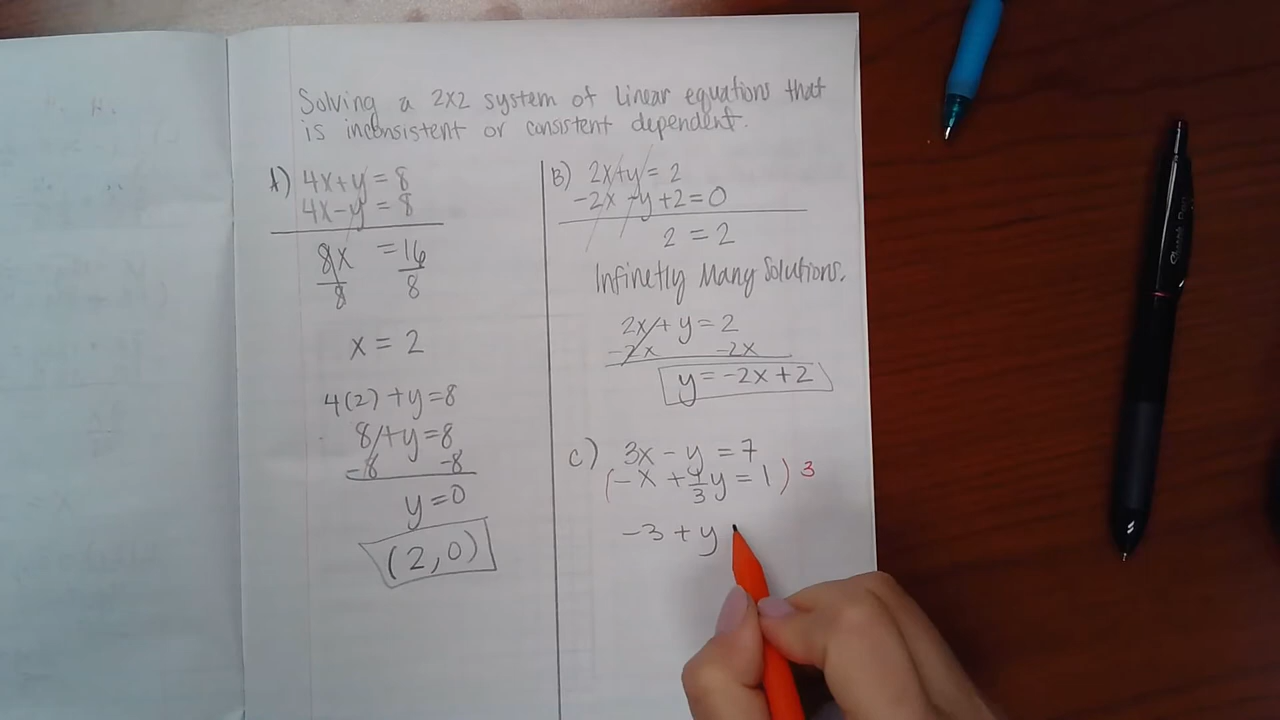 Solving a 2x2 system of linear equations that
is inconsistent or consistent dependent.
A) 4x+y = 8
4x-y = 8
8x = 16
8 8
x = 2
4(2) + y = 8
8 + y = 8
-8 -8
y = 0
(2,0)
B) 2x+y = 2
-2x -y+2 = 0
2 = 2
Infinetly Many Solutions.
2x + y = 2
-2x -2x
y = -2x + 2
C) 3x - y = 7
(-x + 1/3y = 1) 3
-3 + y